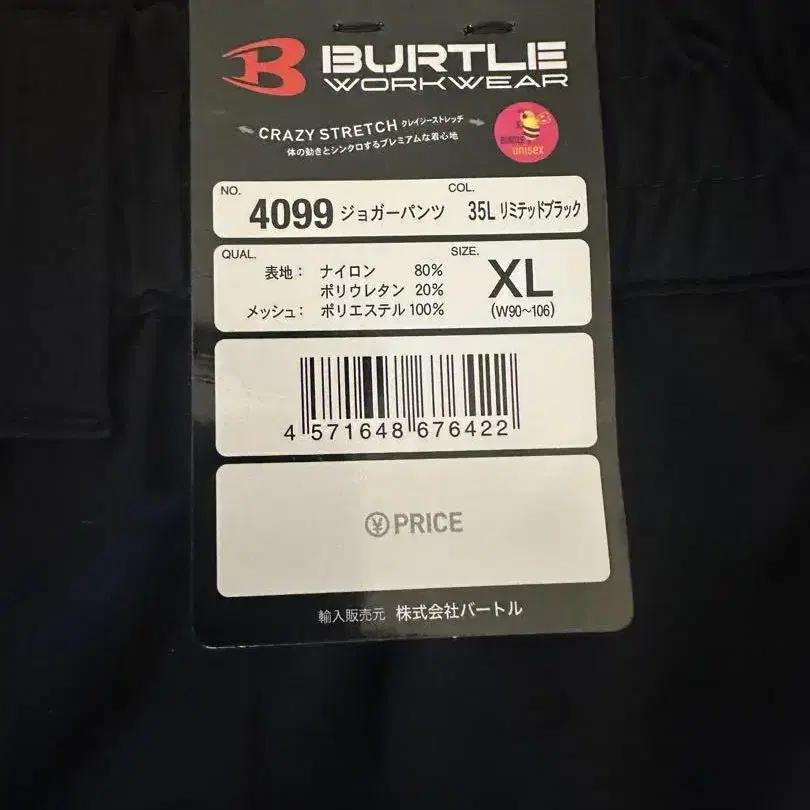 BURTLE
WORKWEAR
CRAZY STRETCH クレイジーストレッチ
体の動きとシンクロするプレミアムな着心地
BURTLE
unisex
NO. COL.
4099 ジョガーパンツ 35L リミテッドブラック
QUAL. SIZE.
表地： ナイロン 80% XL
ポリウレタン 20%
メッシュ： ポリエステル 100% (W90~106)
4 571648 676422
¥ PRICE
輸入販売元 株式会社バートル